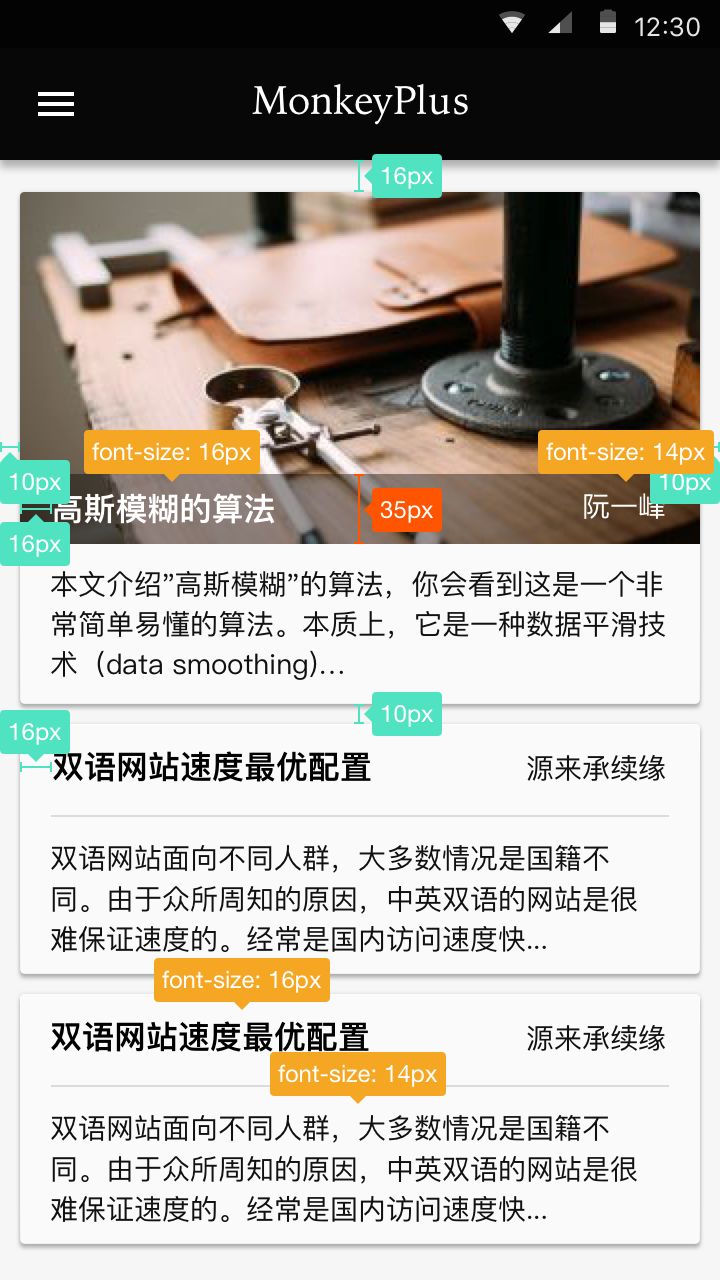 12:30
MonkeyPlus
16px
font-size: 16px
font-size: 14px
10px
10px
高斯模糊的算法
35px
阮一峰
16px
本文介绍”高斯模糊”的算法，你会看到这是一个非
常简单易懂的算法。本质上，它是一种数据平滑技
术（data smoothing)…
10px
16px
双语网站速度最优配置
源来承续缘
双语网站面向不同人群，大多数情况是国籍不
同。由于众所周知的原因，中英双语的网站是很
难保证速度的。经常是国内访问速度快...
font-size: 16px
双语网站速度最优配置
源来承续缘
font-size: 14px
双语网站面向不同人群，大多数情况是国籍不
同。由于众所周知的原因，中英双语的网站是很
难保证速度的。经常是国内访问速度快...